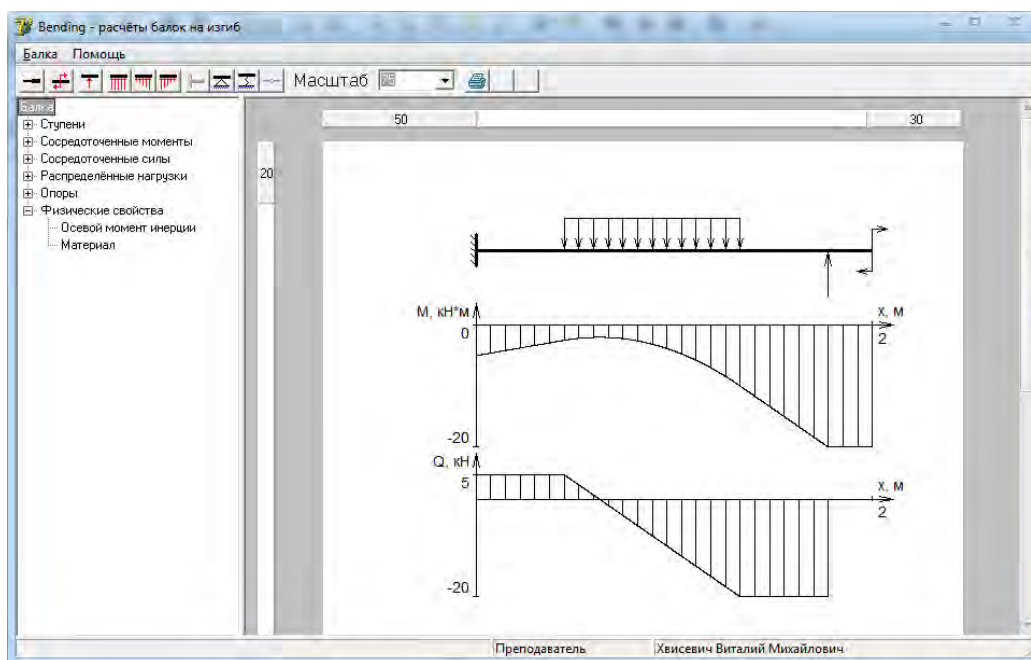 Bending - расчёты балок на изгиб
Балка Помощь
Масштаб
Балка
Ступени
Сосредоточенные моменты
Сосредоточенные силы
Распределённые нагрузки
Опоры
Физические свойства
Осевой момент инерции
Материал
50 30
20
M, кН*м x, м
0 2
-20
Q, кН
5 x, м
2
-20
Преподаватель Хвисевич Виталий Михайлович